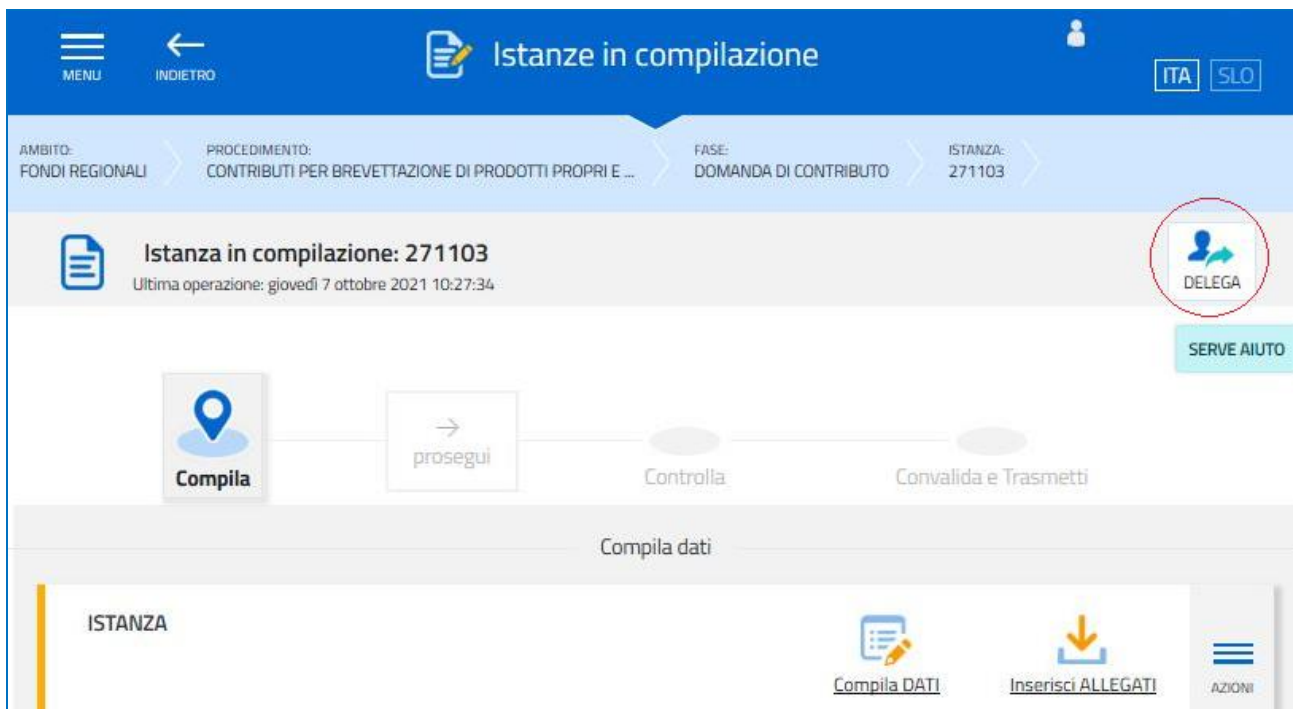 Istanze in compilazione
MENU
INDIETRO
ITA SLO
AMBITO:
FONDI REGIONALI
PROCEDIMENTO:
CONTRIBUTI PER BREVETTAZIONE DI PRODOTTI PROPRI E ...
FASE:
DOMANDA DI CONTRIBUTO
ISTANZA:
271103
Istanza in compilazione: 271103
Ultima operazione: giovedì 7 ottobre 2021 10:27:34
DELEGA
SERVE AIUTO
Compila
prosegui
Controlla
Convalida e Trasmetti
Compila dati
ISTANZA
Compila DATI
Inserisci ALLEGATI
AZIONI